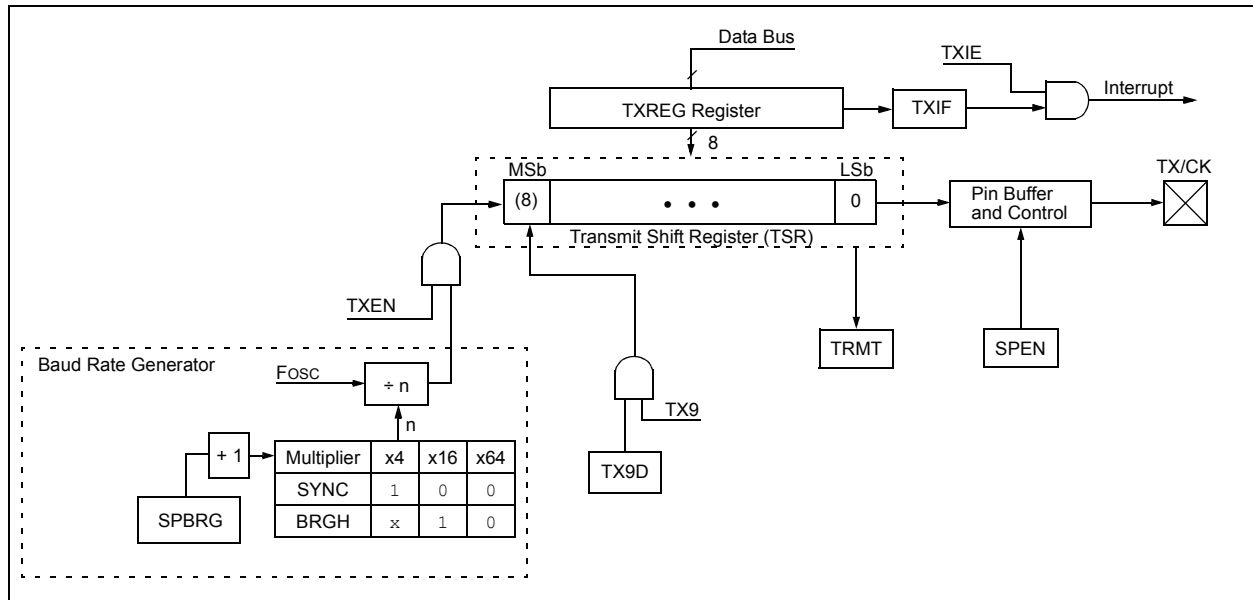 Data Bus
TXIE
Interrupt
TXREG Register
TXIF
8
MSb
LSb
TX/CK
(8)
• • •
0
Pin Buffer
and Control
Transmit Shift Register (TSR)
TXEN
TRMT
SPEN
Baud Rate Generator
FOSC
÷ n
n
TX9
+ 1
Multiplier x4 x16 x64
SYNC 1 0 0
BRGH x 1 0
TX9D
SPBRG